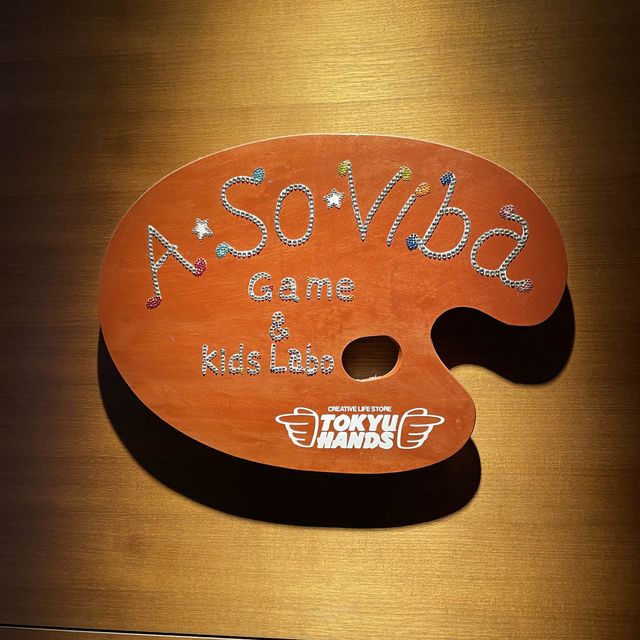 A☆So☆Viba
Game
&
Kids Labo
CREATIVE LIFE STORE
TOKYU
HANDS